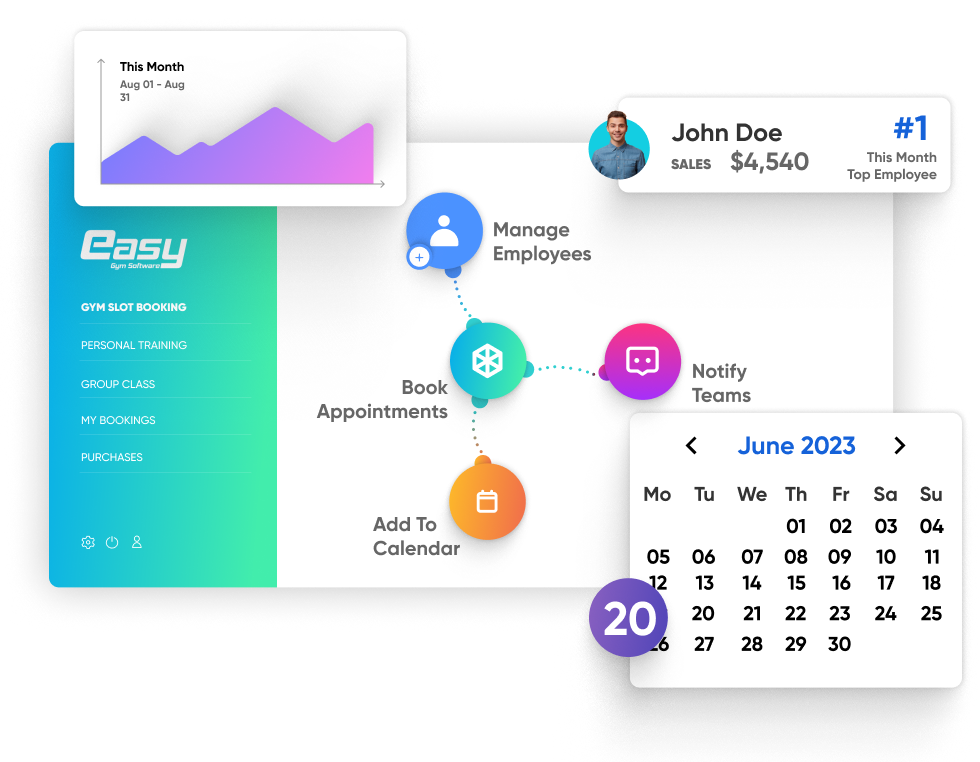 This Month
Aug 01 - Aug
31
John Doe
SALES $4,540
#1
This Month
Top Employee
easy
Gym Software
GYM SLOT BOOKING
PERSONAL TRAINING
GROUP CLASS
MY BOOKINGS
PURCHASES
Manage
Employees
Book
Appointments
Notify
Teams
Add To
Calendar
June 2023
Mo Tu We Th Fr Sa Su
01 02 03 04
05 06 07 08 09 10 11
12 13 14 15 16 17 18
20 20 21 22 23 24 25
26 27 28 29 30